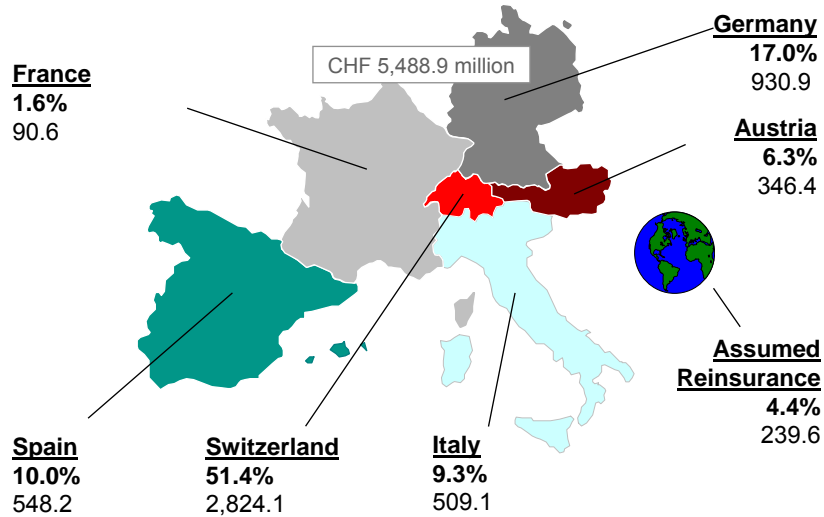 Germany
17.0%
930.9
CHF 5,488.9 million
France
1.6%
90.6
Austria
6.3%
346.4
Assumed
Reinsurance
4.4%
239.6
Spain
10.0%
548.2
Switzerland
51.4%
2,824.1
Italy
9.3%
509.1